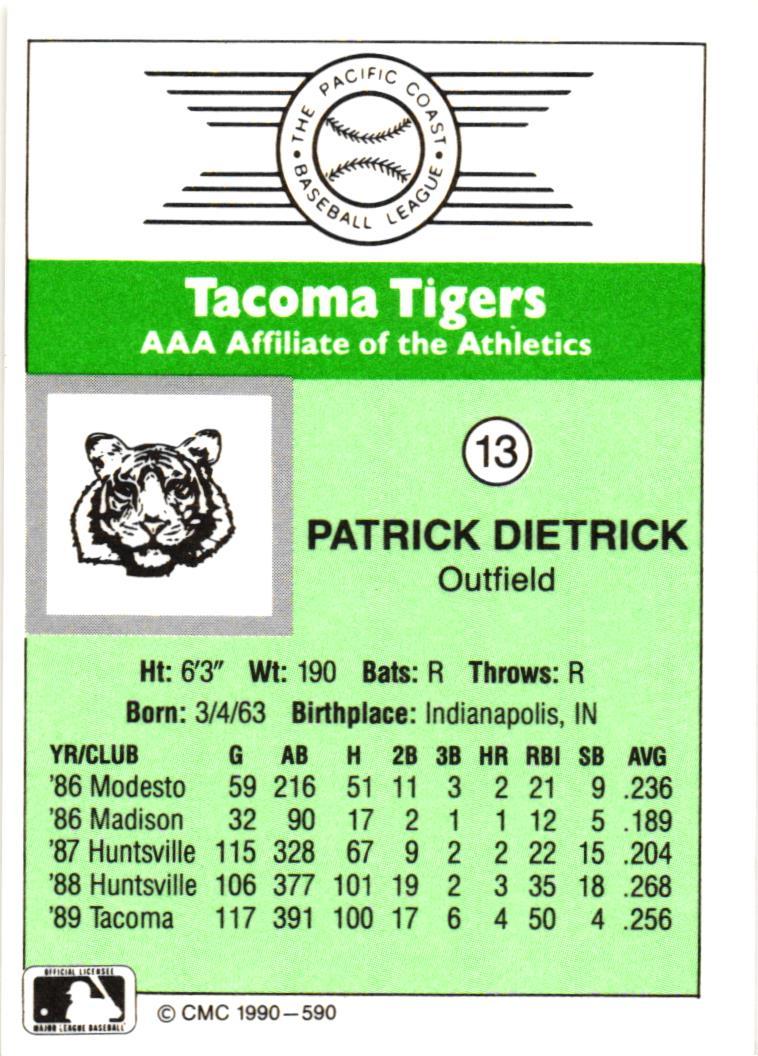 THE PACIFIC COAST
BASEBALL LEAGUE
Tacoma Tigers
AAA Affiliate of the Athletics
13
PATRICK DIETRICK
Outfield
Ht: 6'3" Wt: 190 Bats: R Throws: R
Born: 3/4/63 Birthplace: Indianapolis, IN
YR/CLUB G AB H 2B 3B HR RBI SB AVG
'86 Modesto 59 216 51 11 3 2 21 9 .236
'86 Madison 32 90 17 2 1 1 12 5 .189
'87 Huntsville 115 328 67 9 2 2 22 15 .204
'88 Huntsville 106 377 101 19 2 3 35 18 .268
'89 Tacoma 117 391 100 17 6 4 50 4 .256
OFFICIAL LICENSEE
MAJOR LEAGUE BASEBALL
© CMC 1990—590